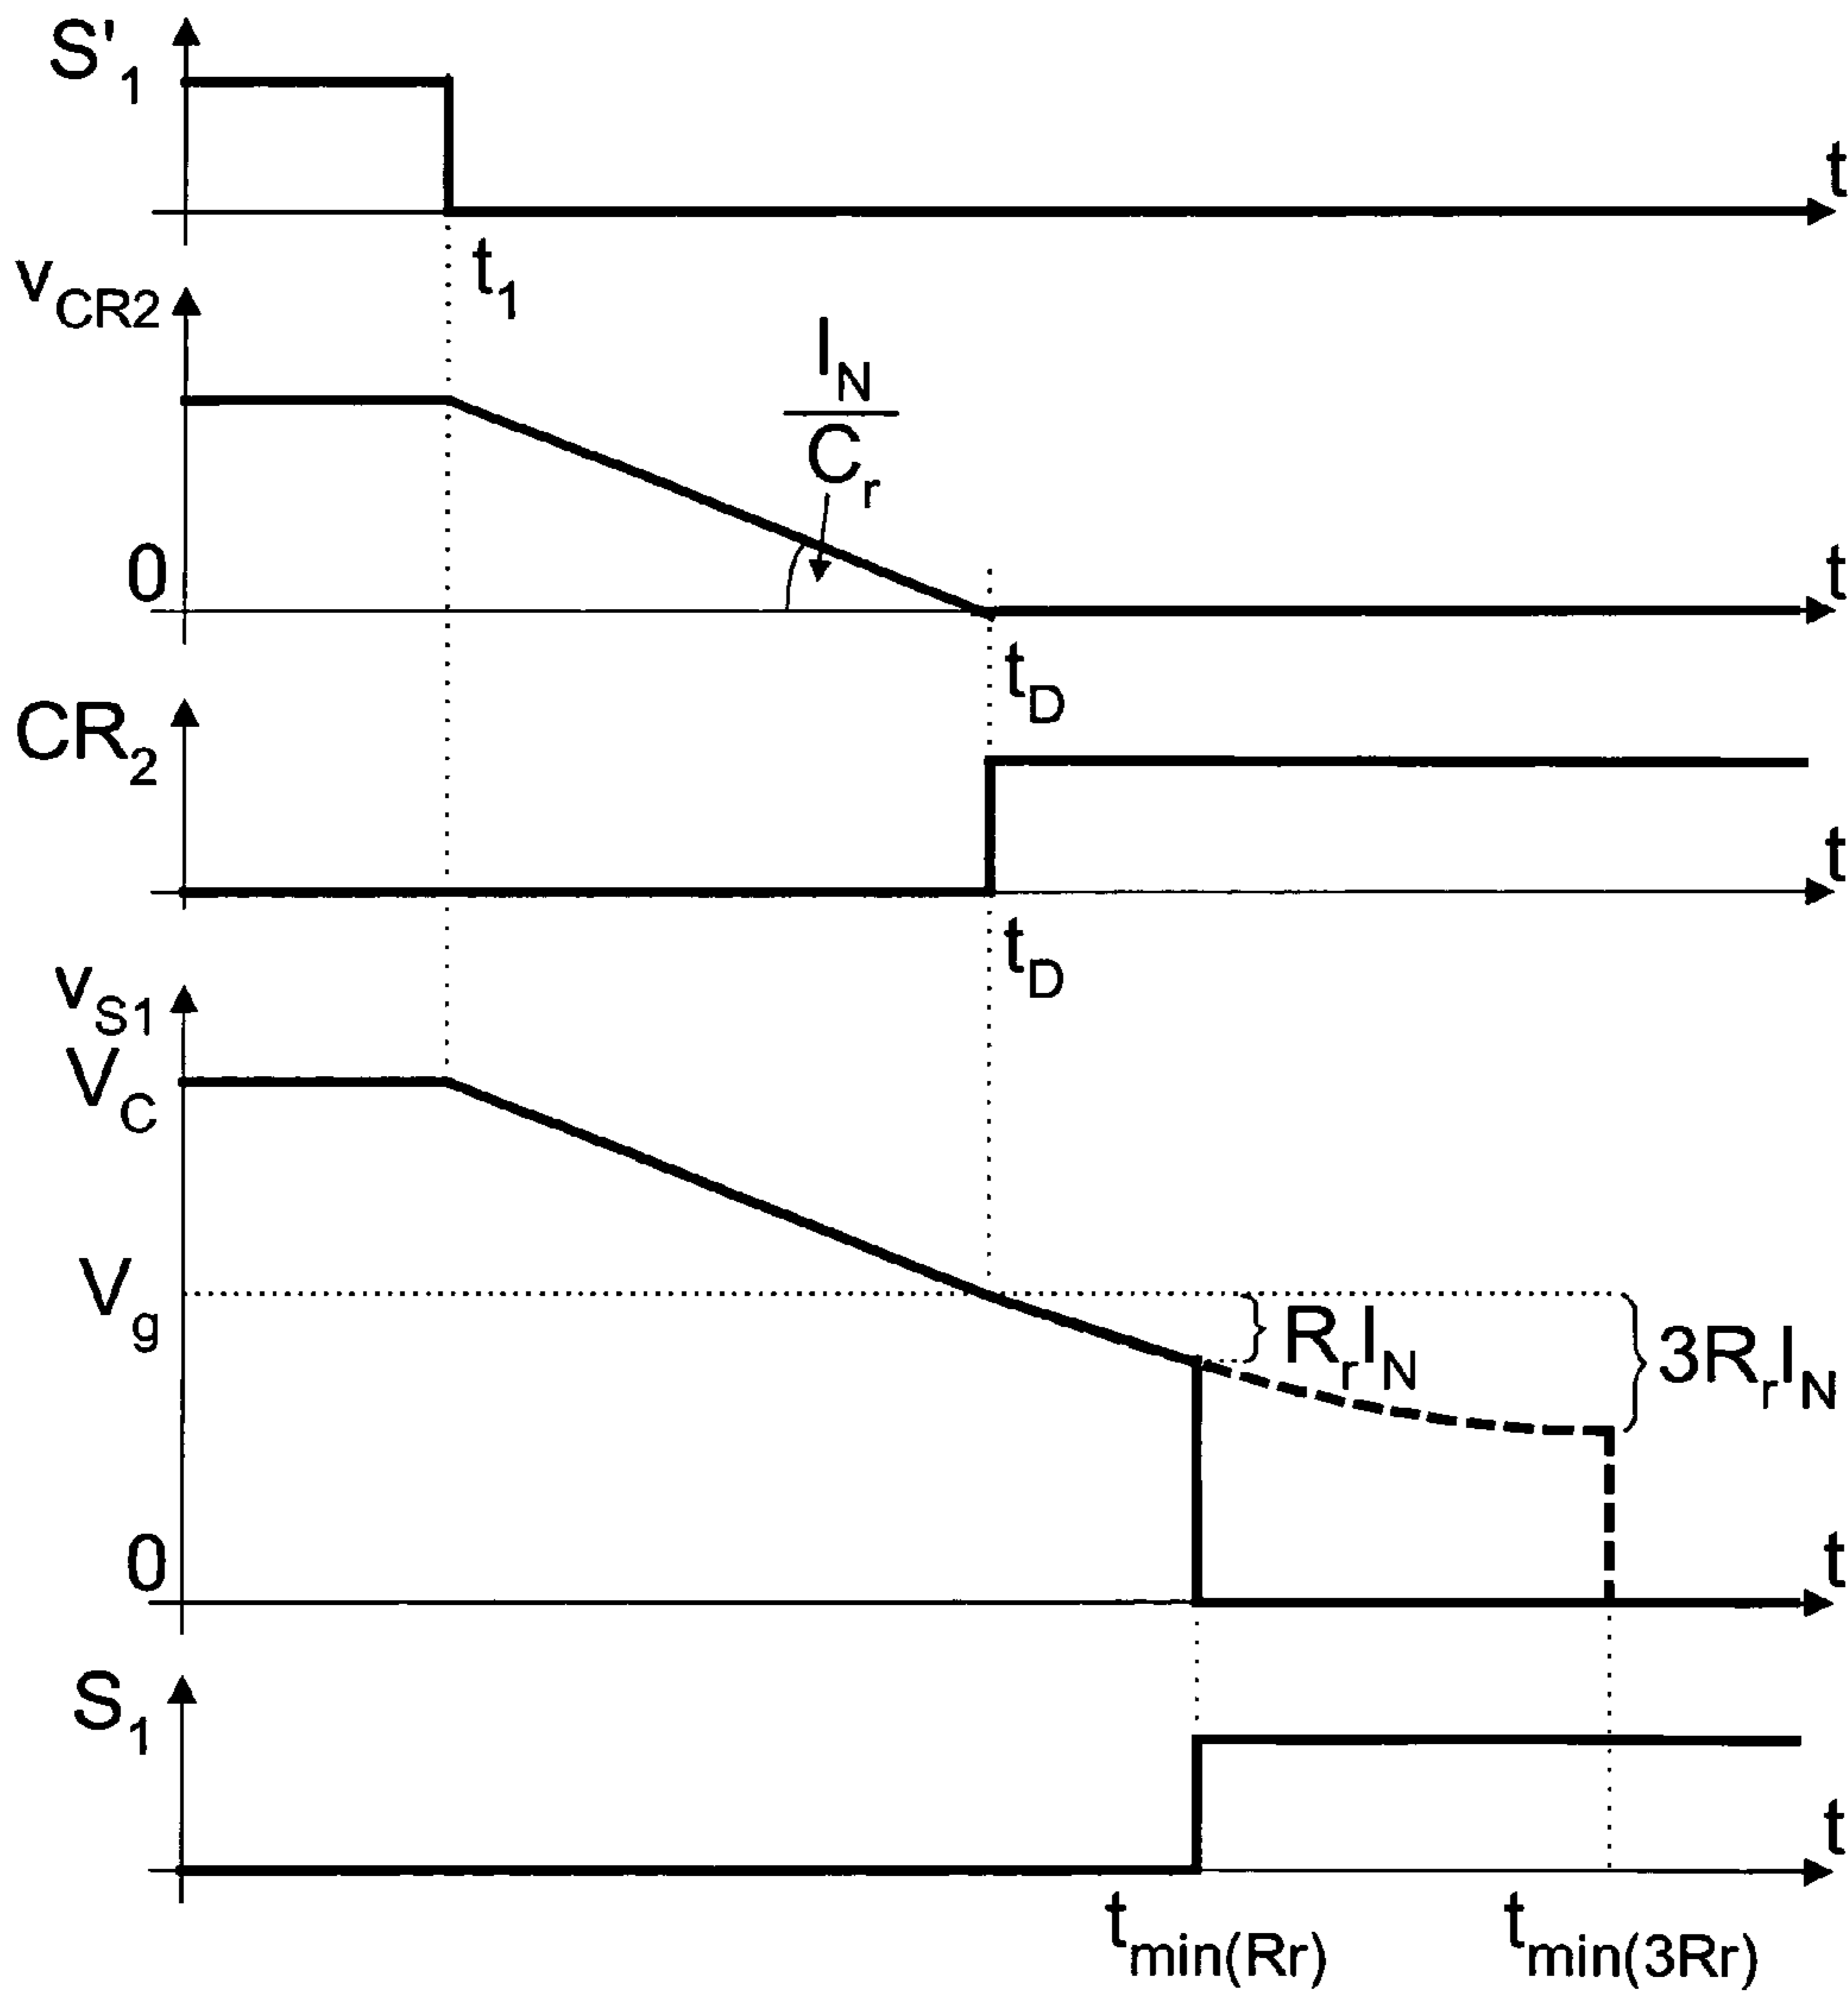 S'1
t
t1
vCR2
IN
Cr
0
t
tD
CR2
t
tD
vS1
VC
Vg
RrIN
3RrIN
0
t
S1
t
tmin(Rr)
tmin(3Rr)